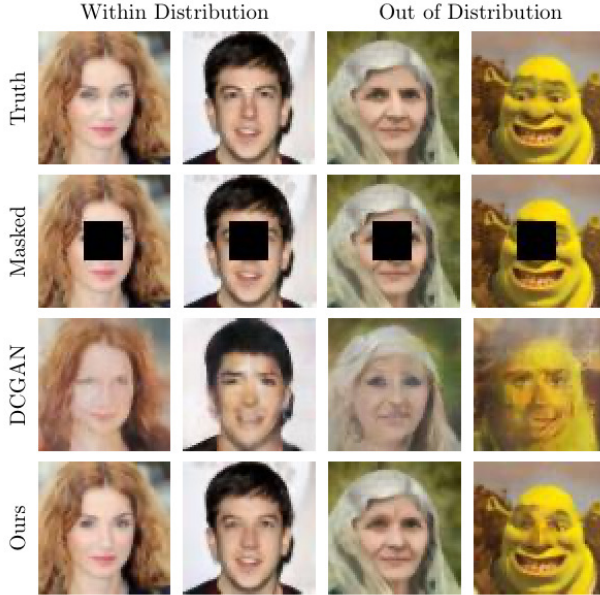 Within Distribution
Out of Distribution
Truth
Masked
DCGAN
Ours